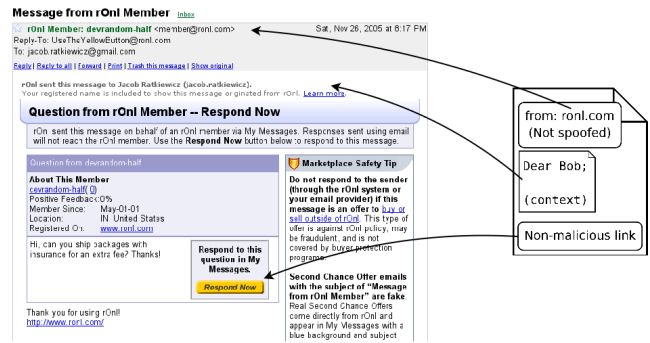 Message from rOnl Member Inbox
rOnl Member: devrandom-half <member@ronl.com> Sat, Nov 26, 2005 at 8:17 PM
Reply-To: UseTheYellowButton@ronl.com
To: jacob.ratkiewicz@gmail.com
Reply | Reply to all | Forward | Print | Trash this message | Show original
rOnl sent this message to Jacob Ratkiewicz (jacob.ratkiewicz).
Your registered name is included to show this message originated from rOnl. Learn more.
Question from rOnl Member -- Respond Now
rOnl sent this message on behalf of an rOnl member via My Messages. Responses sent using email
will not reach the rOnl member. Use the Respond Now button below to respond to this message.
Question from devrandom-half
About This Member
devrandom-half( 0)
Positive Feedback:0%
Member Since: May-01-01
Location: IN United States
Registered On: www.ronl.com
Hi, can you ship packages with
insurance for an extra fee? Thanks!
Respond to this
question in My
Messages.
Respond Now
Thank you for using rOnl!
http://www.ronl.com/
Marketplace Safety Tip
Do not respond to the sender
(through the rOnl system or
your email provider) if this
message is an offer to buy or
sell outside of rOnl. This type of
offer is against rOnl policy, may
be fraudulent, and is not
covered by buyer protection
programs.
Second Chance Offer emails
with the subject of "Message
from rOnl Member" are fake.
Real Second Chance Offers
come directly from rOnl and
appear in My Messages with a
blue background and subject
from: ronl.com
(Not spoofed)
Dear Bob;
(context)
Non-malicious link